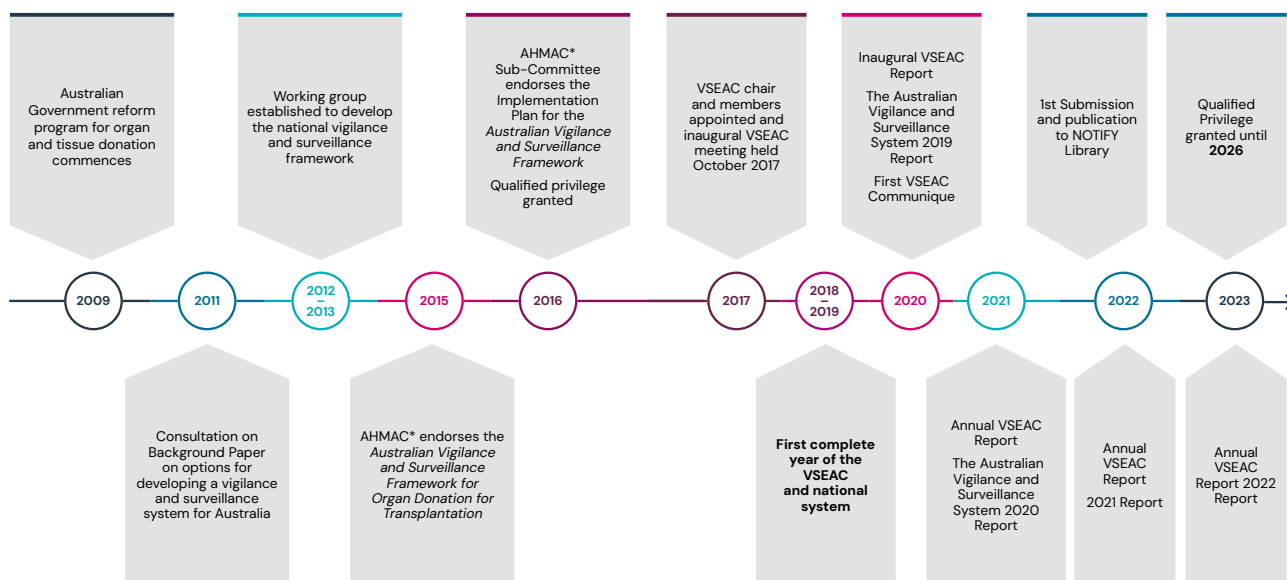 Australian
Government reform
program for organ
and tissue donation
commences
Working group
established to develop
the national vigilance
and surveillance
framework
AHMAC*
Sub-Committee
endorses the
Implementation
Plan for the
Australian Vigilance
and Surveillance
Framework
Qualified privilege
granted
VSEAC chair
and members
appointed and
inaugural VSEAC
meeting held
October 2017
Inaugural VSEAC
Report
The Australian
Vigilance and
Surveillance
System 2019
Report
First VSEAC
Communique
1st Submission
and publication
to NOTIFY
Library
Qualified
Privilege
granted until
2026
2009
2011
2012
–
2013
2015
2016
2017
2018
–
2019
2020
2021
2022
2023
Consultation on
Background Paper
on options for
developing a vigilance
and surveillance
system for Australia
AHMAC* endorses the
Australian Vigilance
and Surveillance
Framework for
Organ Donation for
Transplantation
First complete
year of the
VSEAC
and national
system
Annual VSEAC
Report
The Australian
Vigilance and
Surveillance
System 2020
Report
Annual
VSEAC
Report
2021 Report
Annual
VSEAC
Report 2022
Report